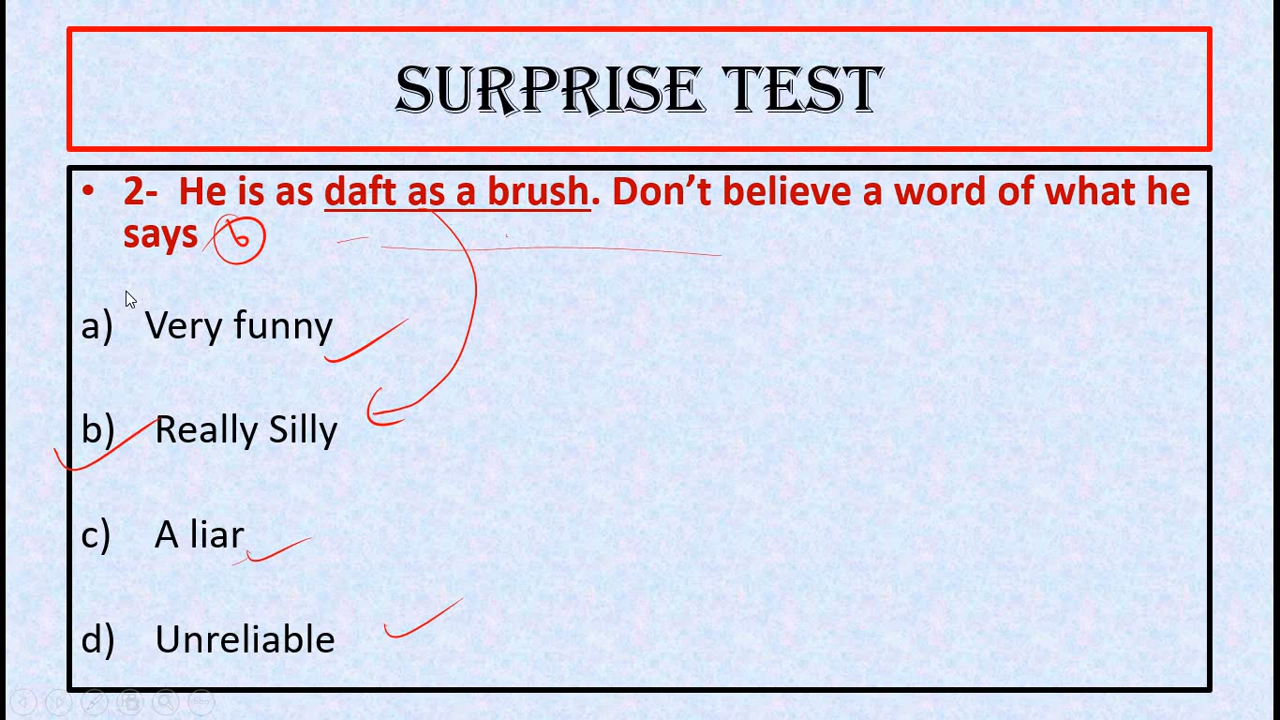 SURPRISE TEST
• 2- He is as daft as a brush. Don't believe a word of what he
says b
a) Very funny
b) Really Silly
c) A liar
d) Unreliable